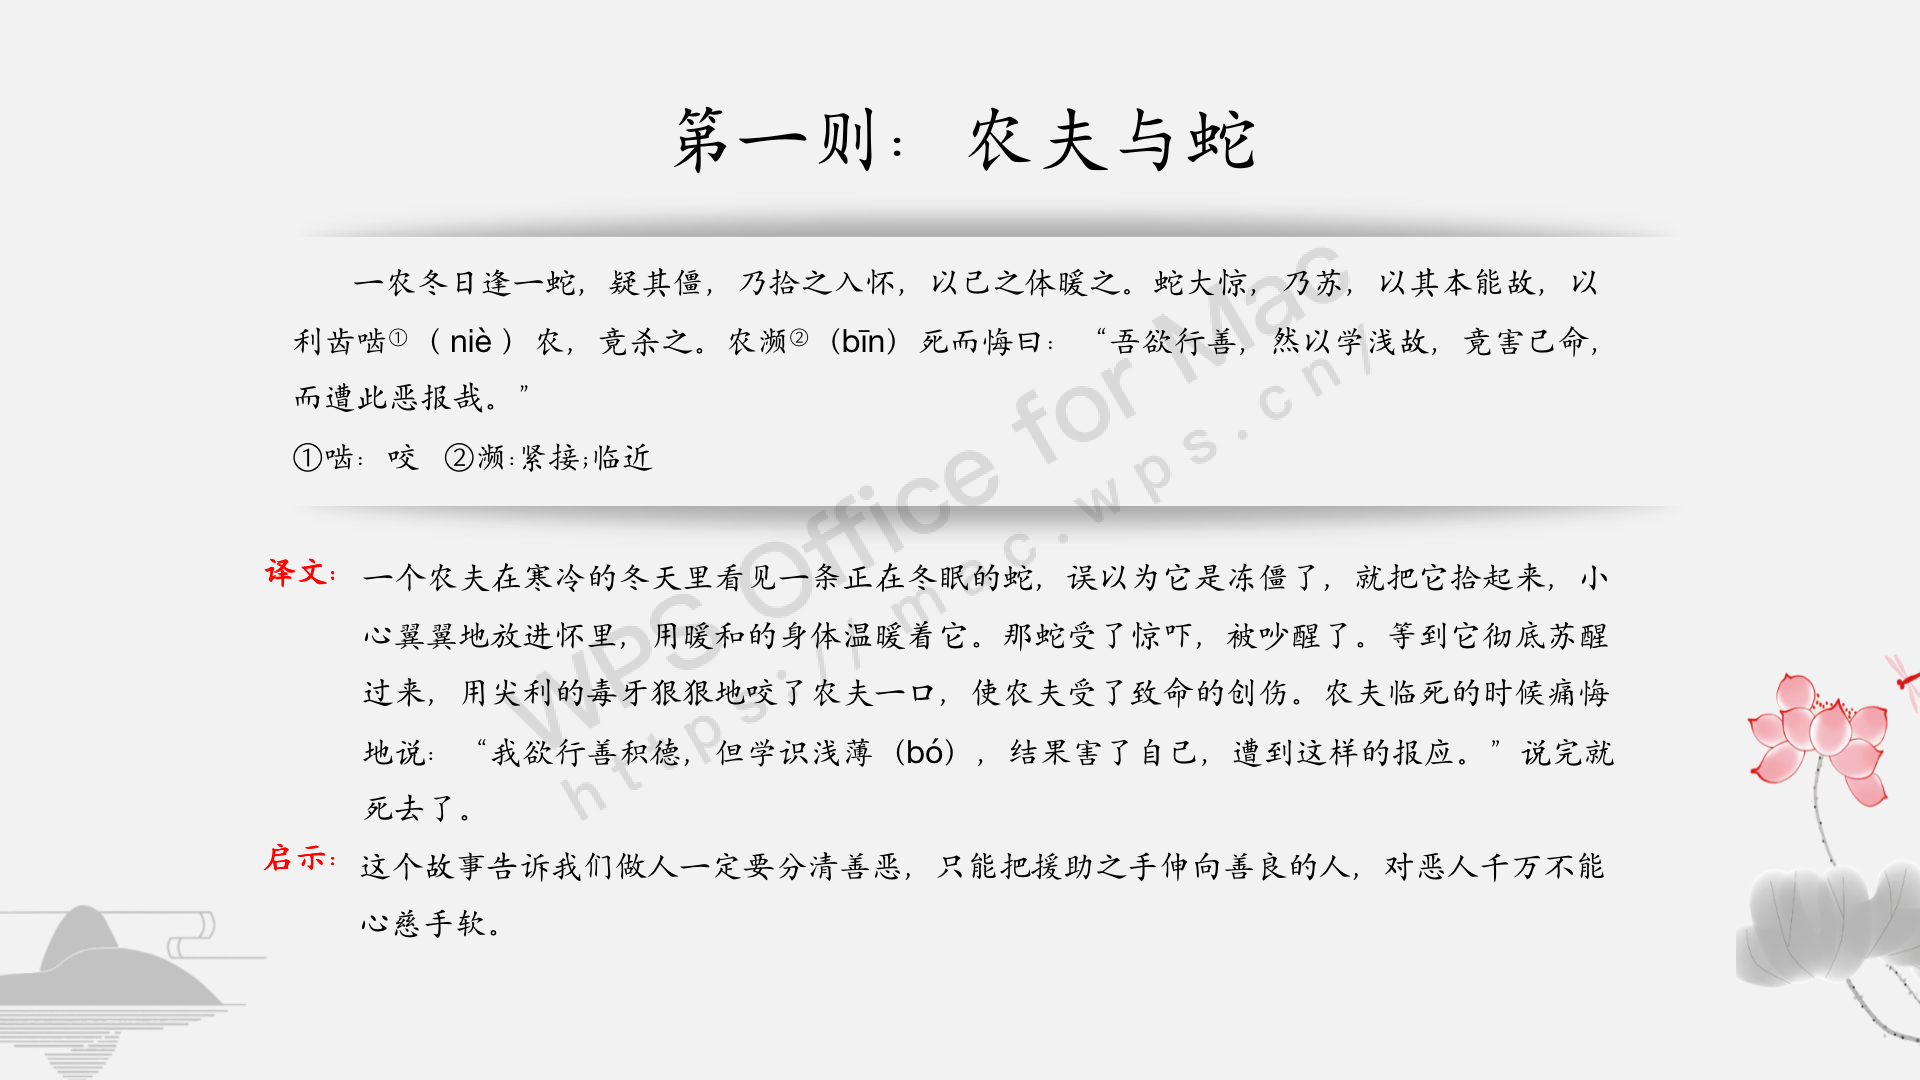 第一则：农夫与蛇
一农冬日逢一蛇，疑其僵，乃拾之入怀，以己之体暖之。蛇大惊，乃苏，以其本能故，以
利齿啮①（niè）农，竟杀之。农濒②（bīn）死而悔曰：“吾欲行善，然以学浅故，竟害己命，
而遭此恶报哉。”
①啮：咬 ②濒:紧接;临近
译文：一个农夫在寒冷的冬天里看见一条正在冬眠的蛇，误以为它是冻僵了，就把它拾起来，小
心翼翼地放进怀里，用暖和的身体温暖着它。那蛇受了惊吓，被吵醒了。等到它彻底苏醒
过来，用尖利的毒牙狠狠地咬了农夫一口，使农夫受了致命的创伤。农夫临死的时候痛悔
地说：“我欲行善积德，但学识浅薄（bó），结果害了自己，遭到这样的报应。”说完就
死去了。
启示：这个故事告诉我们做人一定要分清善恶，只能把援助之手伸向善良的人，对恶人千万不能
心慈手软。
WPS Office for Mac
https://mac.wps.cn/